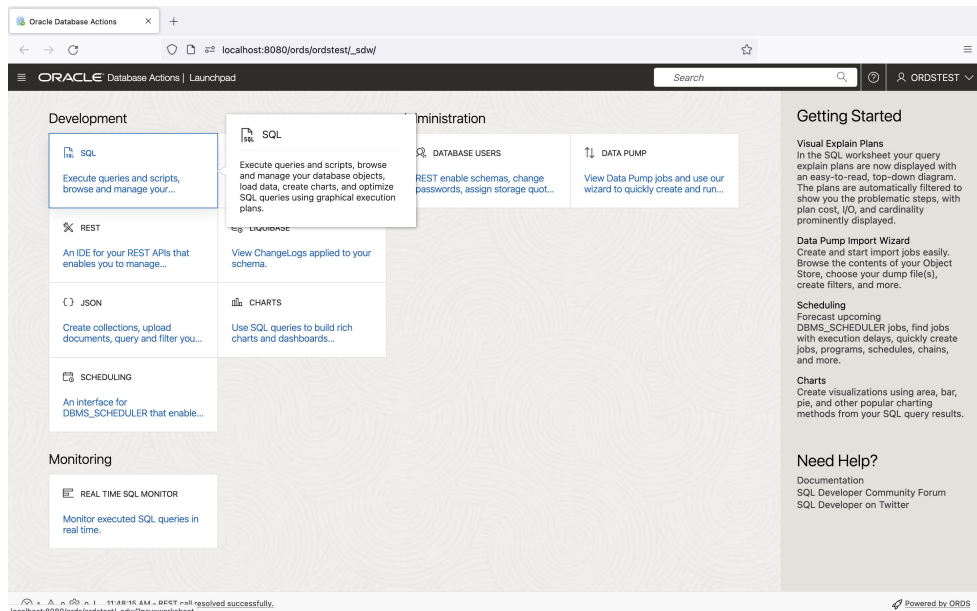 Oracle Database Actions
localhost:8080/ords/ordstest/_sdw/
ORACLE Database Actions | Launchpad
Search
ORDSTEST
Development
SQL
Execute queries and scripts,
browse and manage your...
SQL
Execute queries and scripts, browse
and manage your database objects,
load data, create charts, and optimize
SQL queries using graphical execution
plans.
REST
An IDE for your REST APIs that
enables you to manage...
LIQUIBASE
View ChangeLogs applied to your
schema.
{} JSON
Create collections, upload
documents, query and filter you...
CHARTS
Use SQL queries to build rich
charts and dashboards...
SCHEDULING
An interface for
DBMS_SCHEDULER that enable...
ministration
DATABASE USERS
REST enable schemas, change
passwords, assign storage quot...
DATA PUMP
View Data Pump jobs and use our
wizard to quickly create and run...
Monitoring
REAL TIME SQL MONITOR
Monitor executed SQL queries in
real time.
Getting Started
Visual Explain Plans
In the SQL worksheet your query
explain plans are now displayed with
an easy-to-read, top-down diagram.
The plans are automatically filtered to
show you the problematic steps, with
plan cost, I/O, and cardinality
prominently displayed.
Data Pump Import Wizard
Create and start import jobs easily.
Browse the contents of your Object
Store, choose your dump file(s),
create filters, and more.
Scheduling
Forecast upcoming
DBMS_SCHEDULER jobs, find jobs
with execution delays, quickly create
jobs, programs, schedules, chains,
and more.
Charts
Create visualizations using area, bar,
pie, and other popular charting
methods from your SQL query results.
Need Help?
Documentation
SQL Developer Community Forum
SQL Developer on Twitter
11:48:15 AM - REST call resolved successfully.
Powered by ORDS